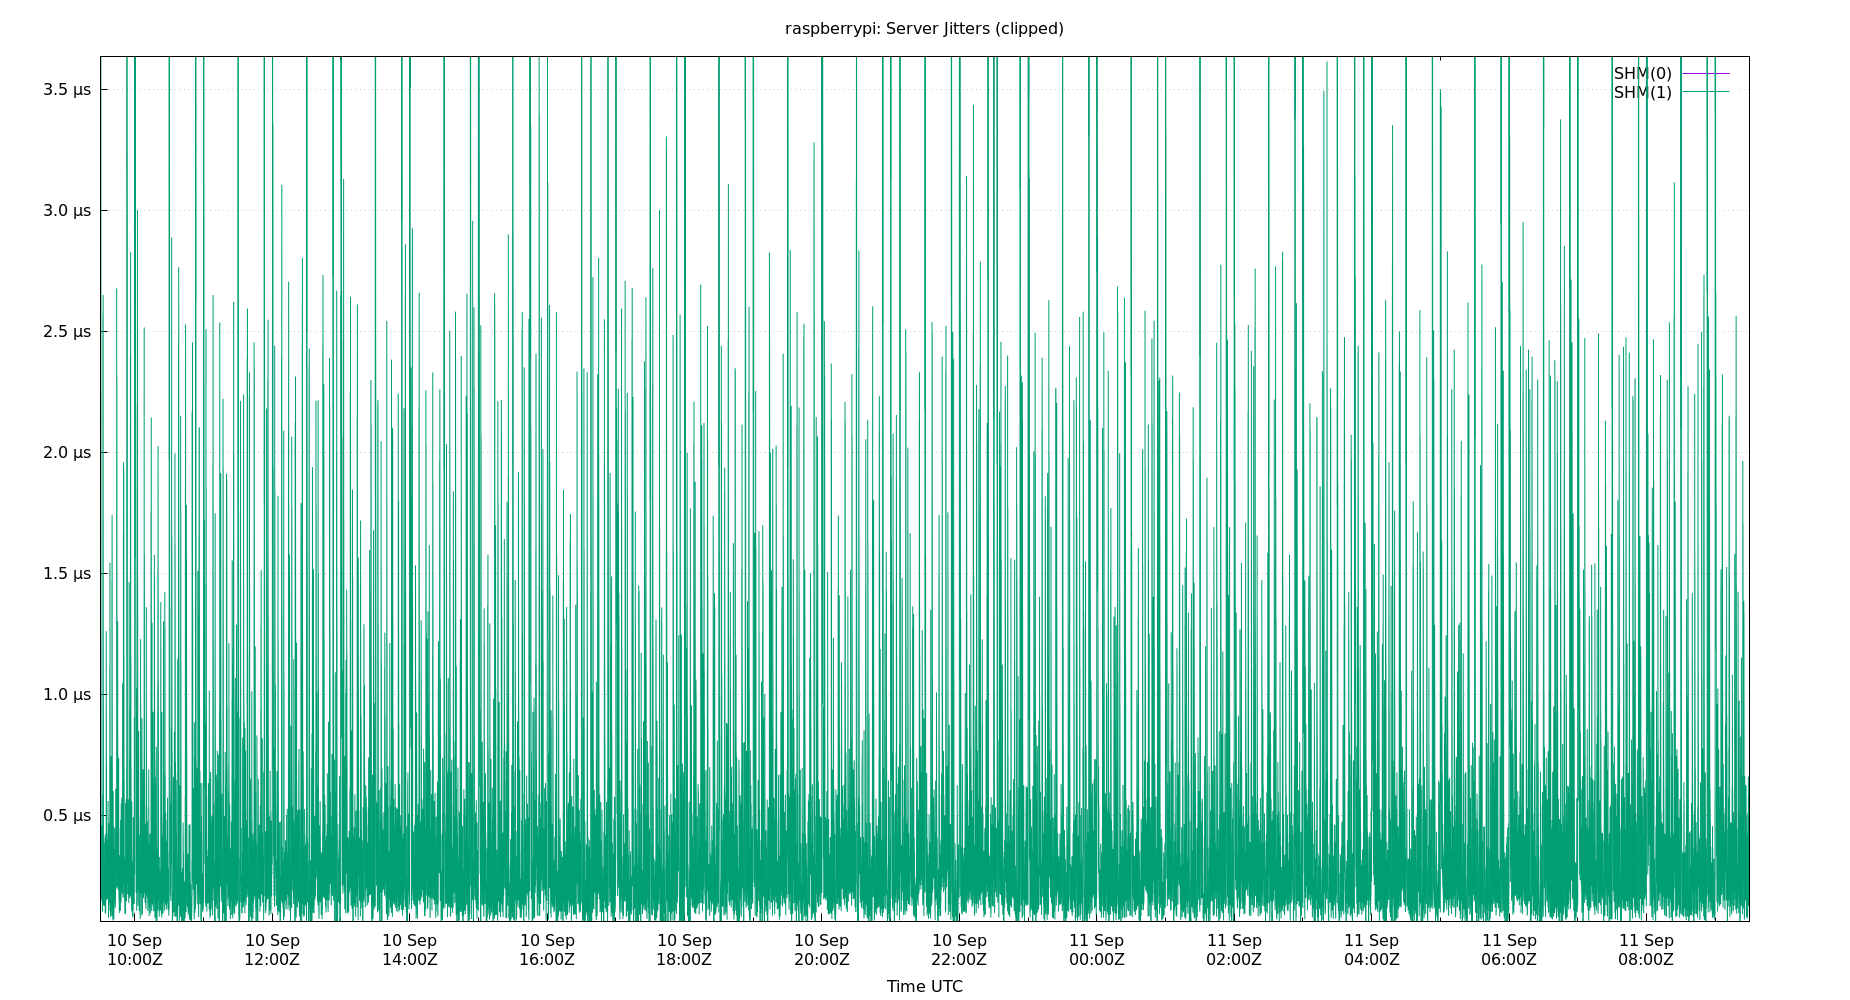 raspberrypi: Server Jitters (clipped)
SHM(0)
SHM(1)
3.5 µs
3.0 µs
2.5 µs
2.0 µs
1.5 µs
1.0 µs
0.5 µs
10 Sep 10 Sep 10 Sep 10 Sep 10 Sep 10 Sep 10 Sep 11 Sep 11 Sep 11 Sep 11 Sep 11 Sep
10:00Z 12:00Z 14:00Z 16:00Z 18:00Z 20:00Z 22:00Z 00:00Z 02:00Z 04:00Z 06:00Z 08:00Z
Time UTC